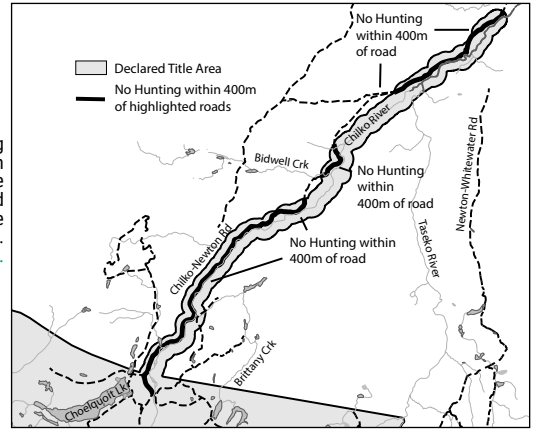 No Hunting
within 400m
of road
Declared Title Area
No Hunting within 400m
of highlighted roads
Chilko River
Bidwell Crk
No Hunting
within
400m of road
Newton-Whitewater Rd
Taseko River
Chilko-Newton Rd
No Hunting within
400m of road
Brittany Crk
Choelquoit Lk